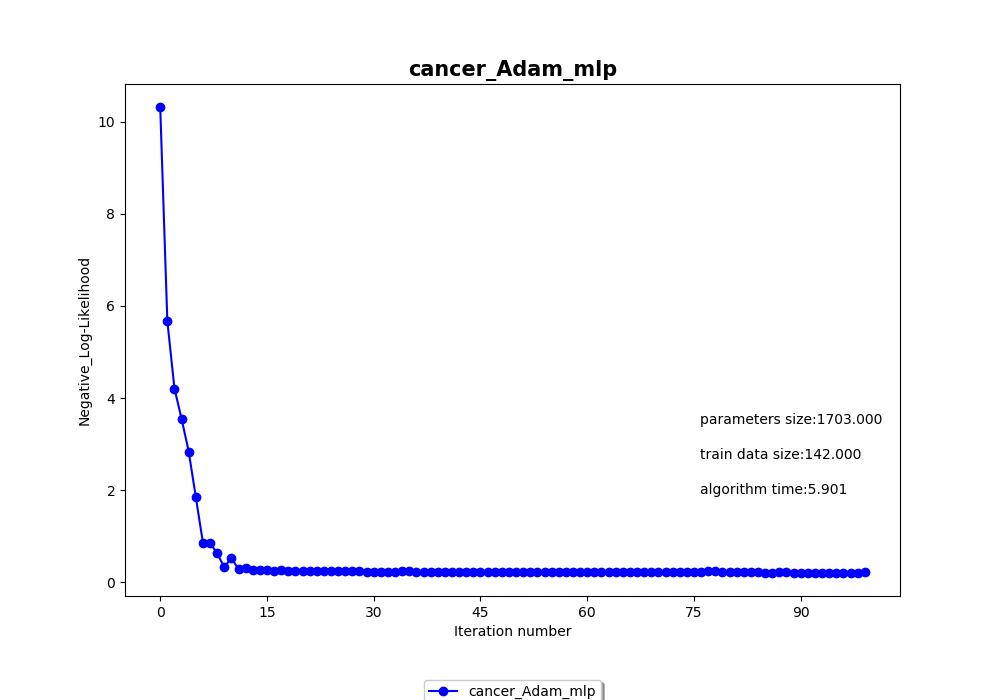 cancer_Adam_mlp
10
8
6
4
2
0
Negative_Log-Likelihood
parameters size:1703.000
train data size:142.000
algorithm time:5.901
0 15 30 45 60 75 90
Iteration number
cancer_Adam_mlp